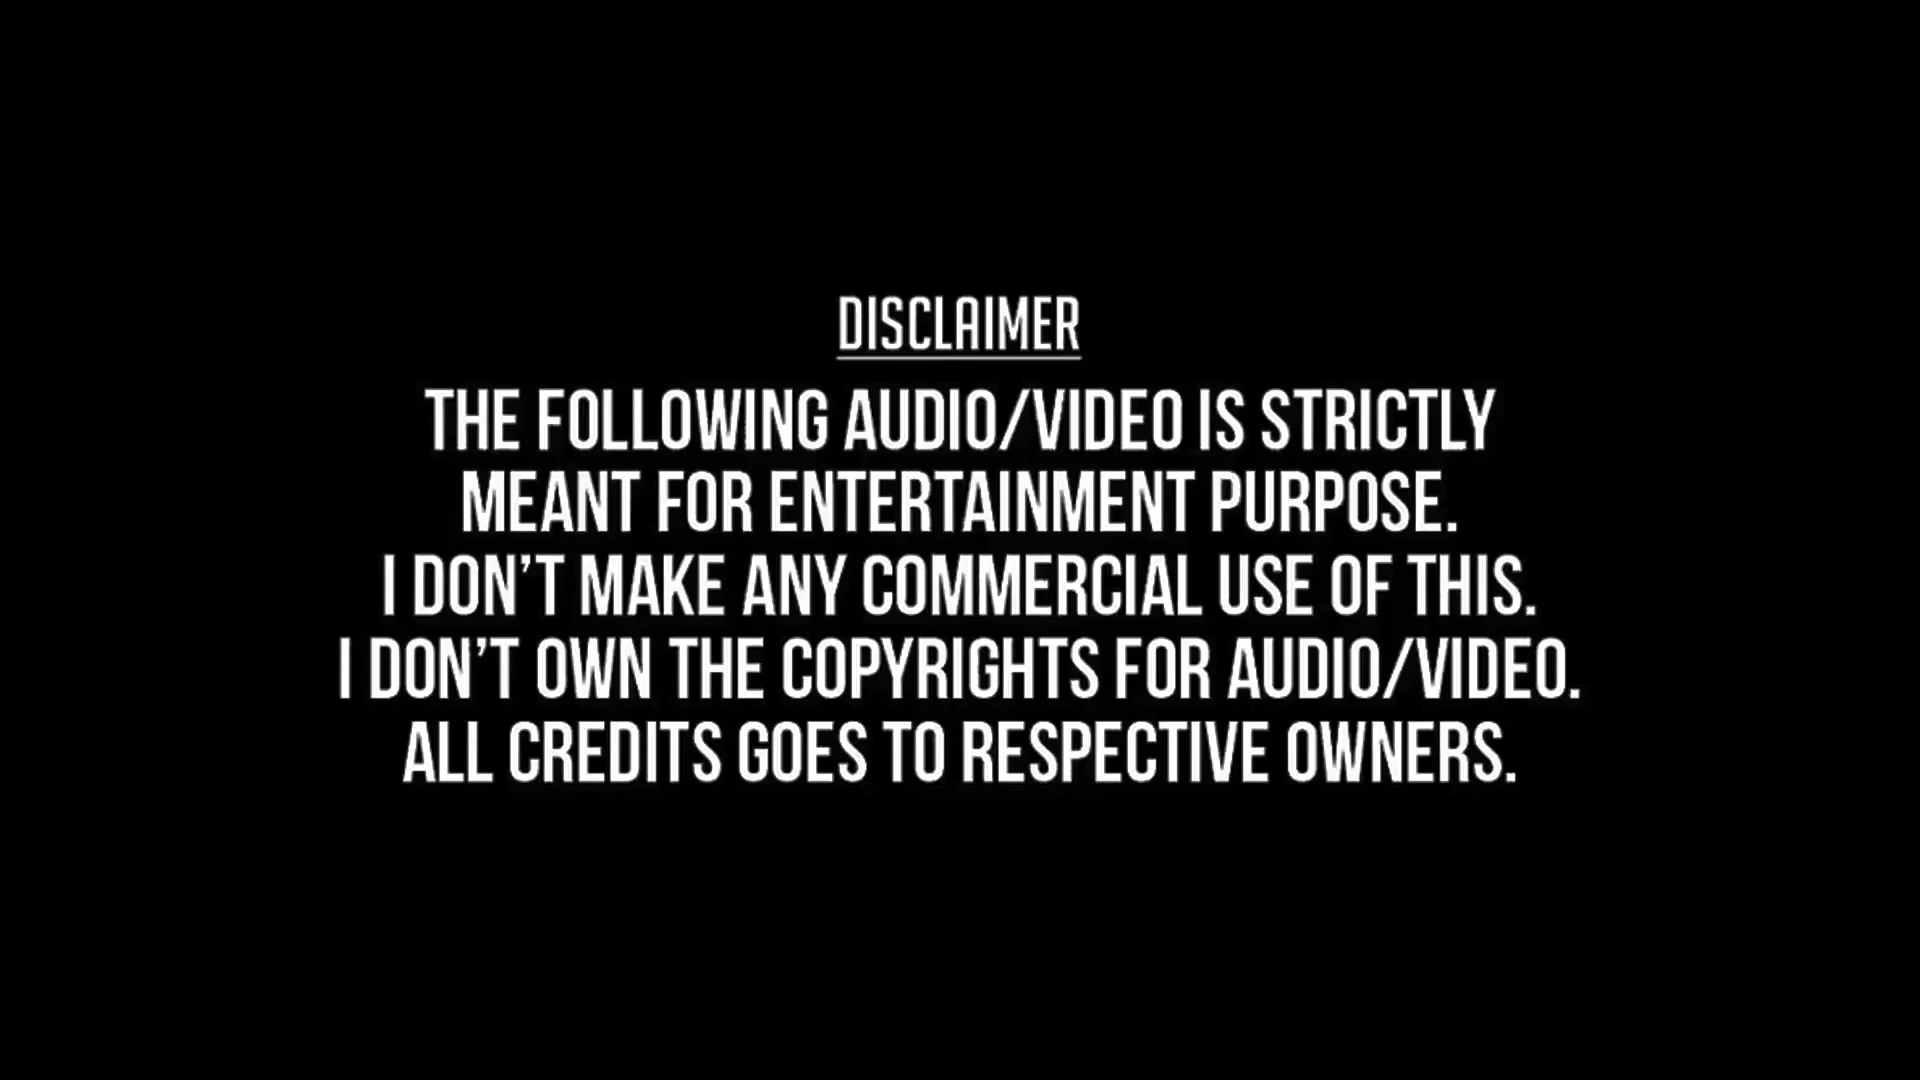 DISCLAIMER
THE FOLLOWING AUDIO/VIDEO IS STRICTLY
MEANT FOR ENTERTAINMENT PURPOSE.
I DON’T MAKE ANY COMMERCIAL USE OF THIS.
I DON’T OWN THE COPYRIGHTS FOR AUDIO/VIDEO.
ALL CREDITS GOES TO RESPECTIVE OWNERS.